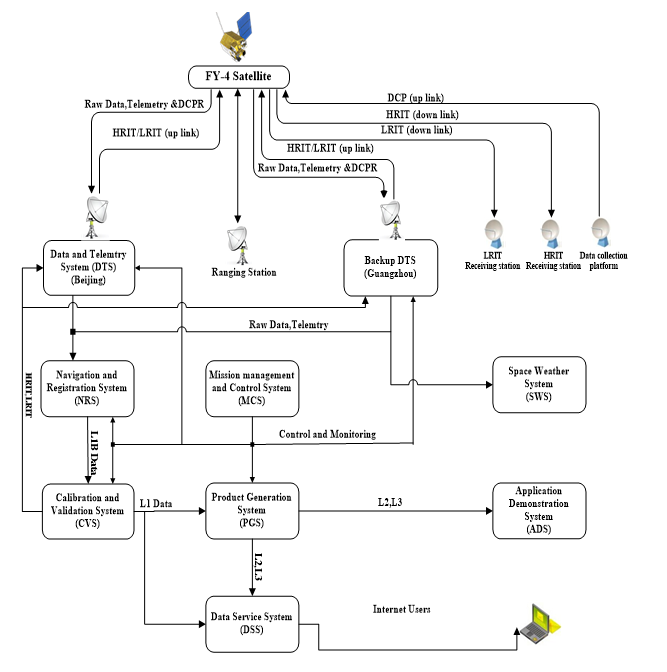 FY-4 Satellite
DCP (up link)
Raw Data,Telemetry &DCPR
HRIT (down link)
LRIT (down link)
HRIT/LRIT (up link)
HRIT/LRIT (up link)
Raw Data,Telemetry &DCPR
Data and Telemtry
System (DTS)
(Beijing)
Ranging Station
Backup DTS
(Guangzhou)
LRIT
Receiving station
HRIT
Receiving station
Data collection
platform
Raw Data,Telemtry
HRIT,LRIT
Navigation and
Registration System
(NRS)
Mission management
and Control System
(MCS)
Space Weather
System
(SWS)
L1B Data
Control and Monitoring
Calibration and
Validation System
(CVS)
L1 Data
Product Generation
System
(PGS)
L2,L3
Application
Demonstration
System
(ADS)
L2,L3
Data Service System
(DSS)
Internet Users